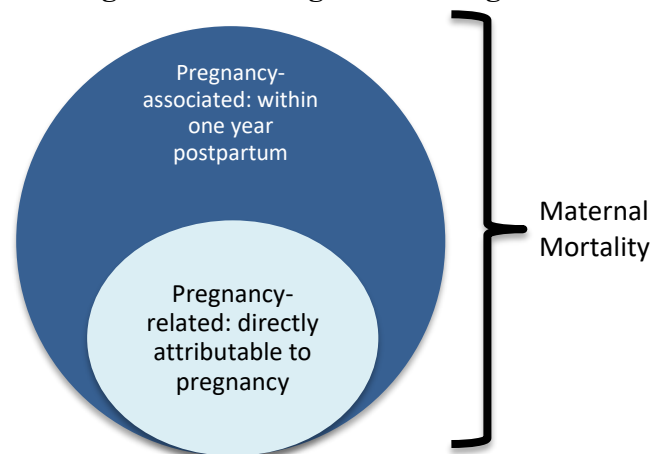 Pregnancy-
associated: within
one year
postpartum
Pregnancy-
related: directly
attributable to
pregnancy
Maternal
Mortality